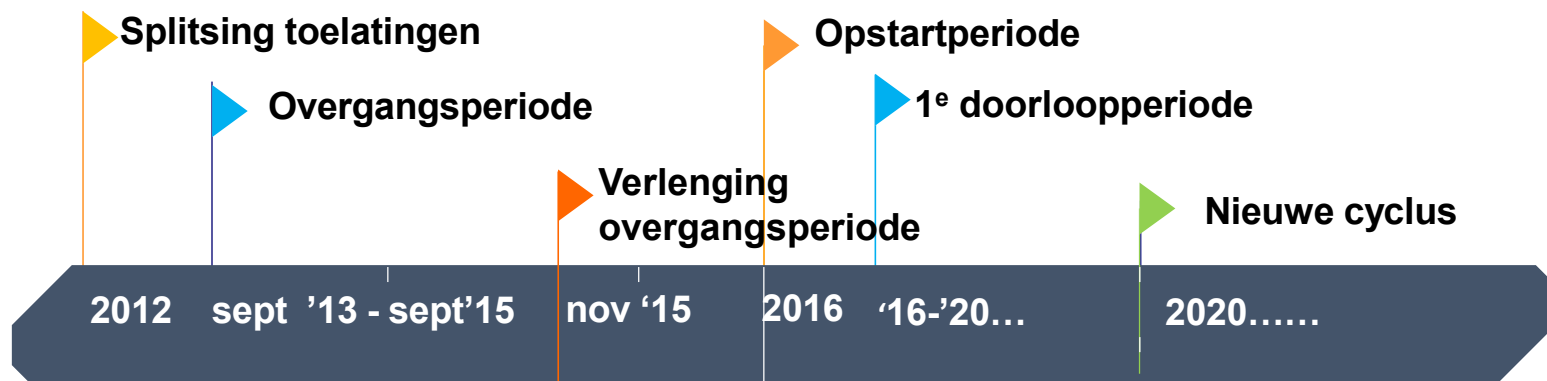 Splitsing toelatingen
Opstartperiode
Overgangsperiode
1e doorloopperiode
Verlenging
overgangsperiode
Nieuwe cyclus
2012
sept '13 - sept'15
nov ‘15
2016
‘16-’20…
2020……